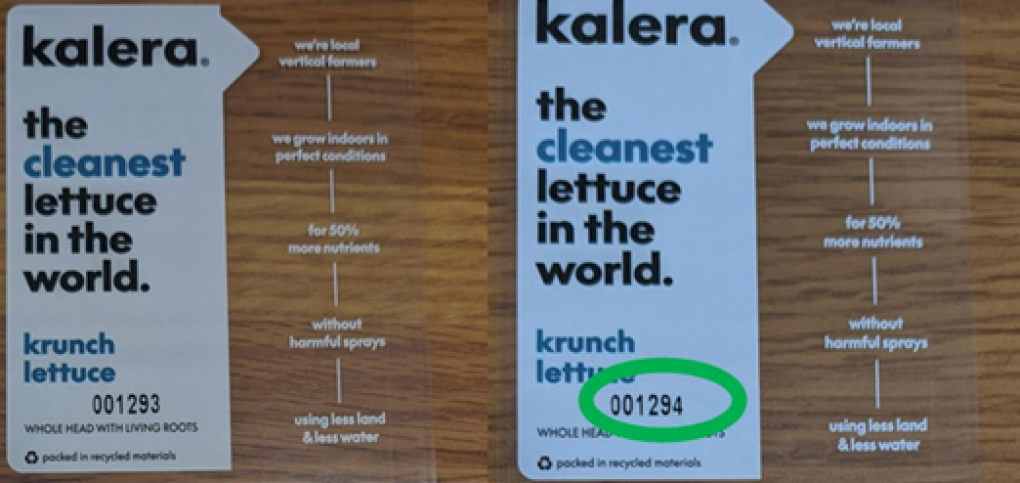 kalera®
the
cleanest
lettuce
in the
world.
krunch
lettuce
001293
WHOLE HEAD WITH LIVING ROOTS
packed in recycled materials
we're local
vertical farmers
we grow indoors in
perfect conditions
for 50%
more nutrients
without
harmful sprays
using less land
& less water
kalera®
the
cleanest
lettuce
in the
world.
krunch
lettuce
001294
WHOLE HEAD ROOTS
packed in recycled materials
we're local
vertical farmers
we grow indoors in
perfect conditions
for 50%
more nutrients
without
harmful sprays
using less land
& less water